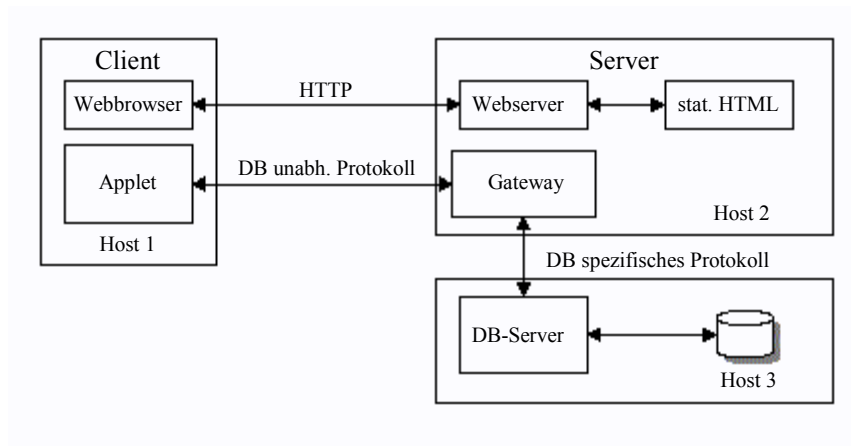 Client
Server
Webbrowser
HTTP
Webserver
stat. HTML
Applet
DB unabh. Protokoll
Gateway
Host 1
Host 2
DB spezifisches Protokoll
DB-Server
Host 3